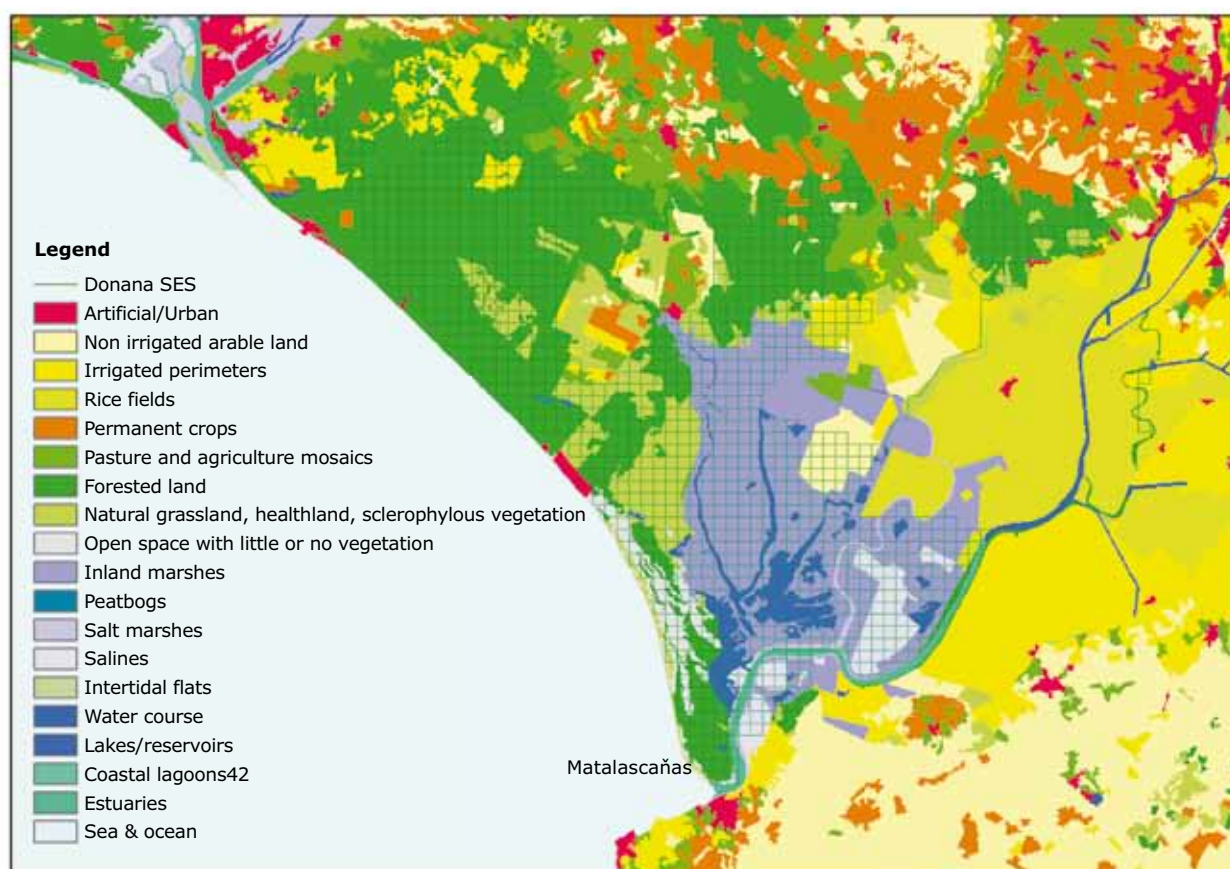 Legend
Donana SES
Artificial/Urban
Non irrigated arable land
Irrigated perimeters
Rice fields
Permanent crops
Pasture and agriculture mosaics
Forested land
Natural grassland, healthland, sclerophylous vegetation
Open space with little or no vegetation
Inland marshes
Peatbogs
Salt marshes
Salines
Intertidal flats
Water course
Lakes/reservoirs
Coastal lagoons42
Estuaries
Sea & ocean
Matalascaňas